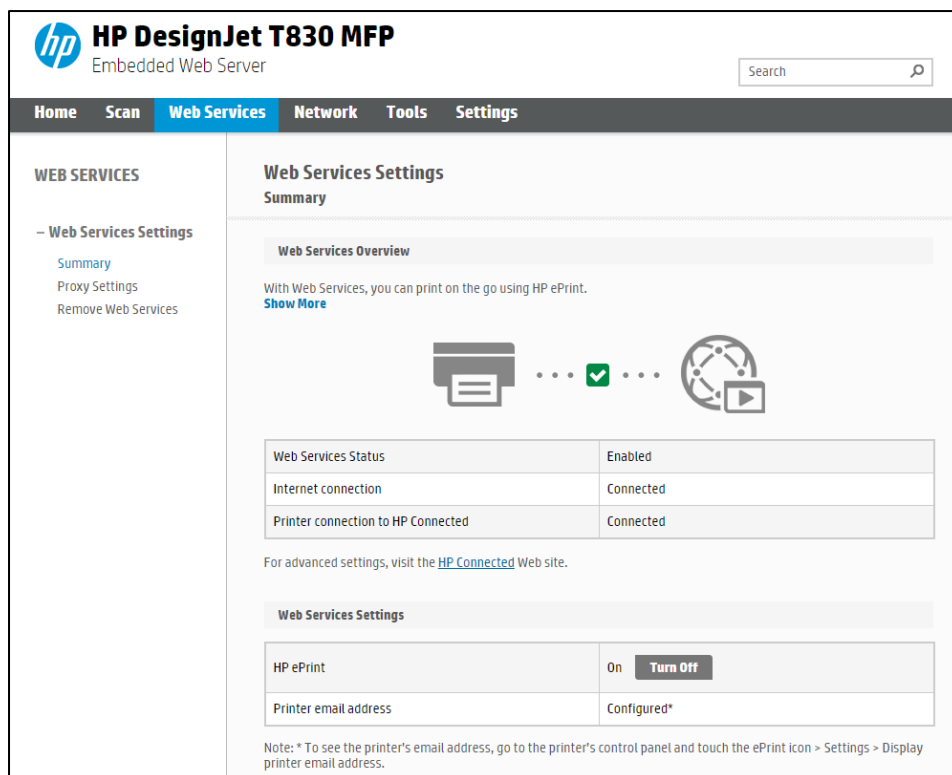 hp
HP DesignJet T830 MFP
Embedded Web Server
Search
Home Scan Web Services Network Tools Settings
WEB SERVICES
– Web Services Settings
Summary
Proxy Settings
Remove Web Services
Web Services Settings
Summary
Web Services Overview
With Web Services, you can print on the go using HP ePrint.
Show More
Web Services Status Enabled
Internet connection Connected
Printer connection to HP Connected Connected
For advanced settings, visit the HP Connected Web site.
Web Services Settings
HP ePrint On Turn Off
Printer email address Configured*
Note: * To see the printer's email address, go to the printer's control panel and touch the ePrint icon > Settings > Display
printer email address.